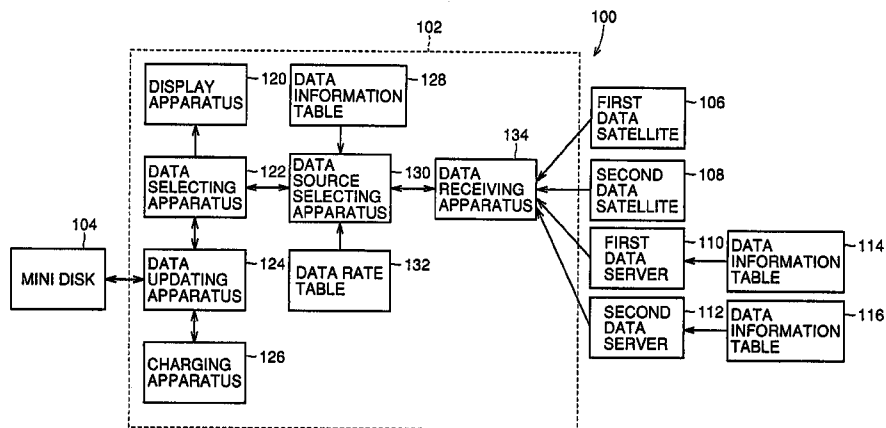 100
102
DISPLAY
APPARATUS
120
DATA
INFORMATION
TABLE
128
FIRST
DATA
SATELLITE
106
134
DATA
SELECTING
APPARATUS
122
DATA
SOURCE
SELECTING
APPARATUS
130
DATA
RECEIVING
APPARATUS
SECOND
DATA
SATELLITE
108
104
MINI DISK
DATA
UPDATING
APPARATUS
124
DATA RATE
TABLE
132
FIRST
DATA
SERVER
110
DATA
INFORMATION
TABLE
114
CHARGING
APPARATUS
126
SECOND
DATA
SERVER
112
DATA
INFORMATION
TABLE
116